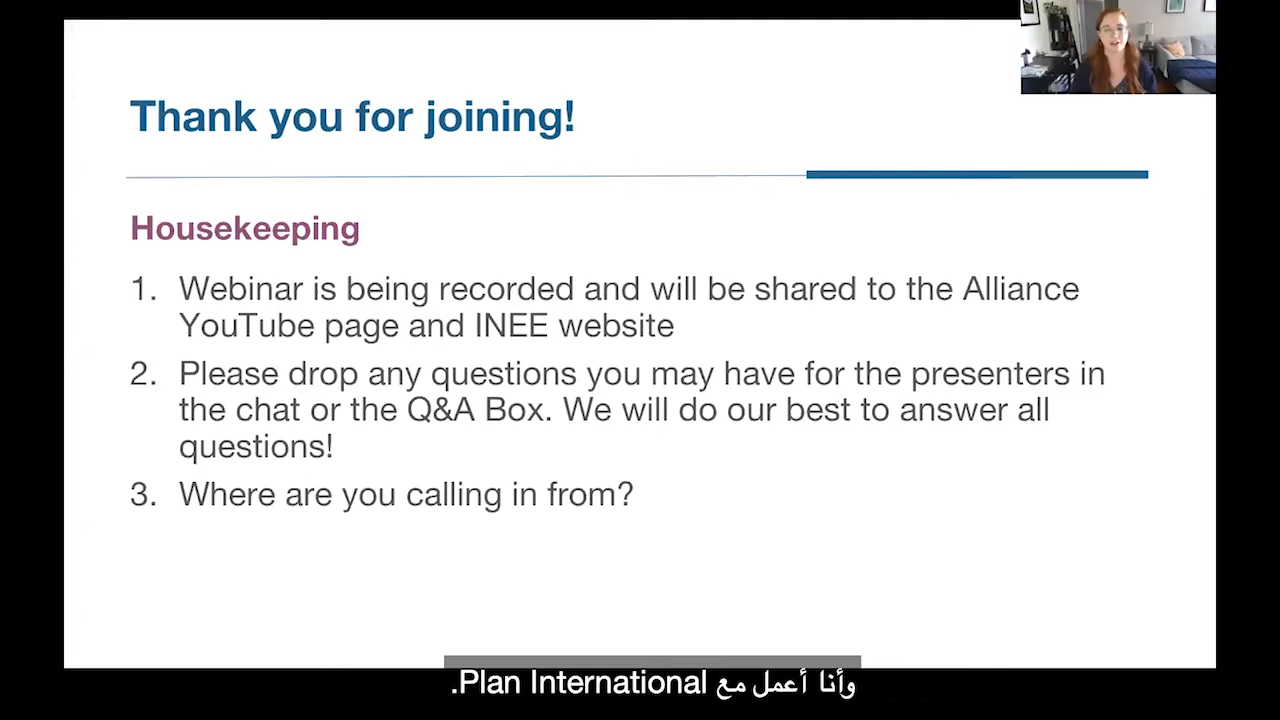 Thank you for joining!
Housekeeping
1. Webinar is being recorded and will be shared to the Alliance
YouTube page and INEE website
2. Please drop any questions you may have for the presenters in
the chat or the Q&A Box. We will do our best to answer all
questions!
3. Where are you calling in from?
وأنا أعمل مع Plan International.